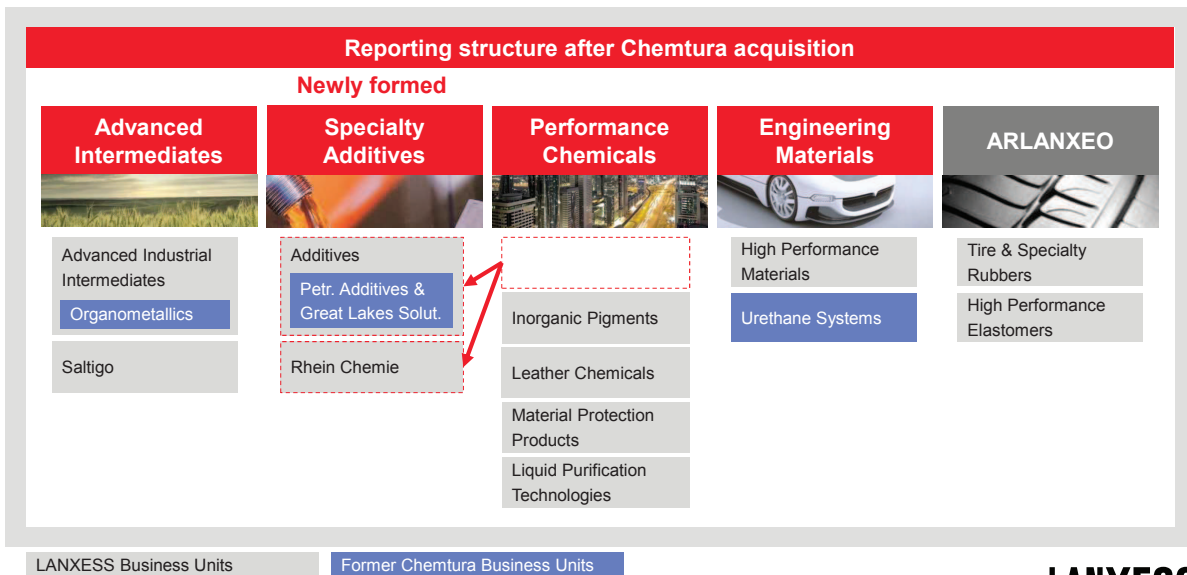 Reporting structure after Chemtura acquisition
Newly formed
Advanced
Intermediates
Specialty
Additives
Performance
Chemicals
Engineering
Materials
ARLANXEO
Advanced Industrial
Intermediates
Organometallics
Saltigo
Additives
Petr. Additives &
Great Lakes Solut.
Rhein Chemie
Inorganic Pigments
Leather Chemicals
Material Protection
Products
Liquid Purification
Technologies
High Performance
Materials
Urethane Systems
Tire & Specialty
Rubbers
High Performance
Elastomers
LANXESS Business Units
Former Chemtura Business Units
LANXESS